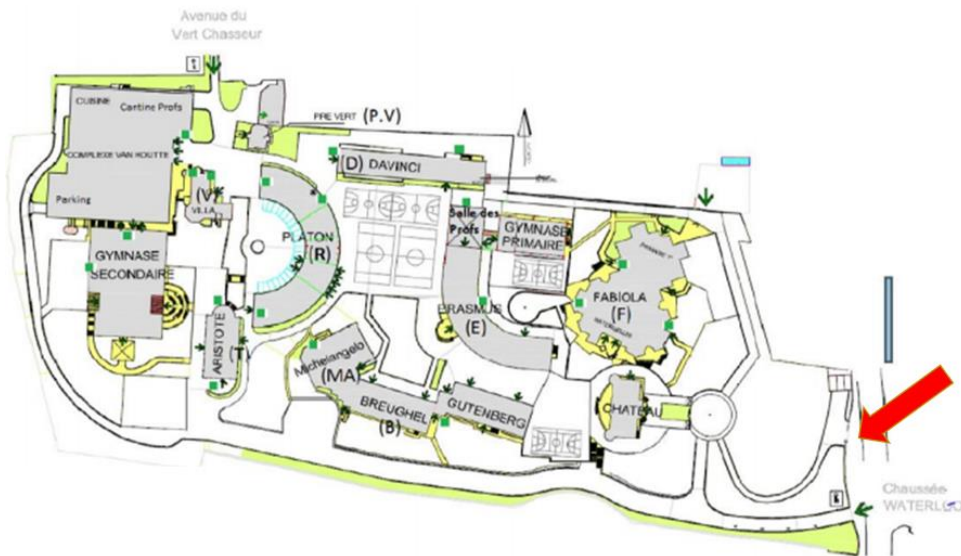 Avenue du
Vert Chasseur
CUISINE
Cantine Profs
PRE VERT (P.V)
COMPLEXE VAN HOUTTE
(D) DAVINCI
(V)
VILLA
Parking
Salle des
Profs
GYMNASE
PRIMAIRE
PLATON
(R)
GYMNASE
SECONDAIRE
FABIOLA
(F)
ERASMUS
(E)
ARISTOTE
Michelangelo
(MA)
BREUGHEL
(B)
GUTENBERG
CHATEAU
Chaussée
WATERLOO